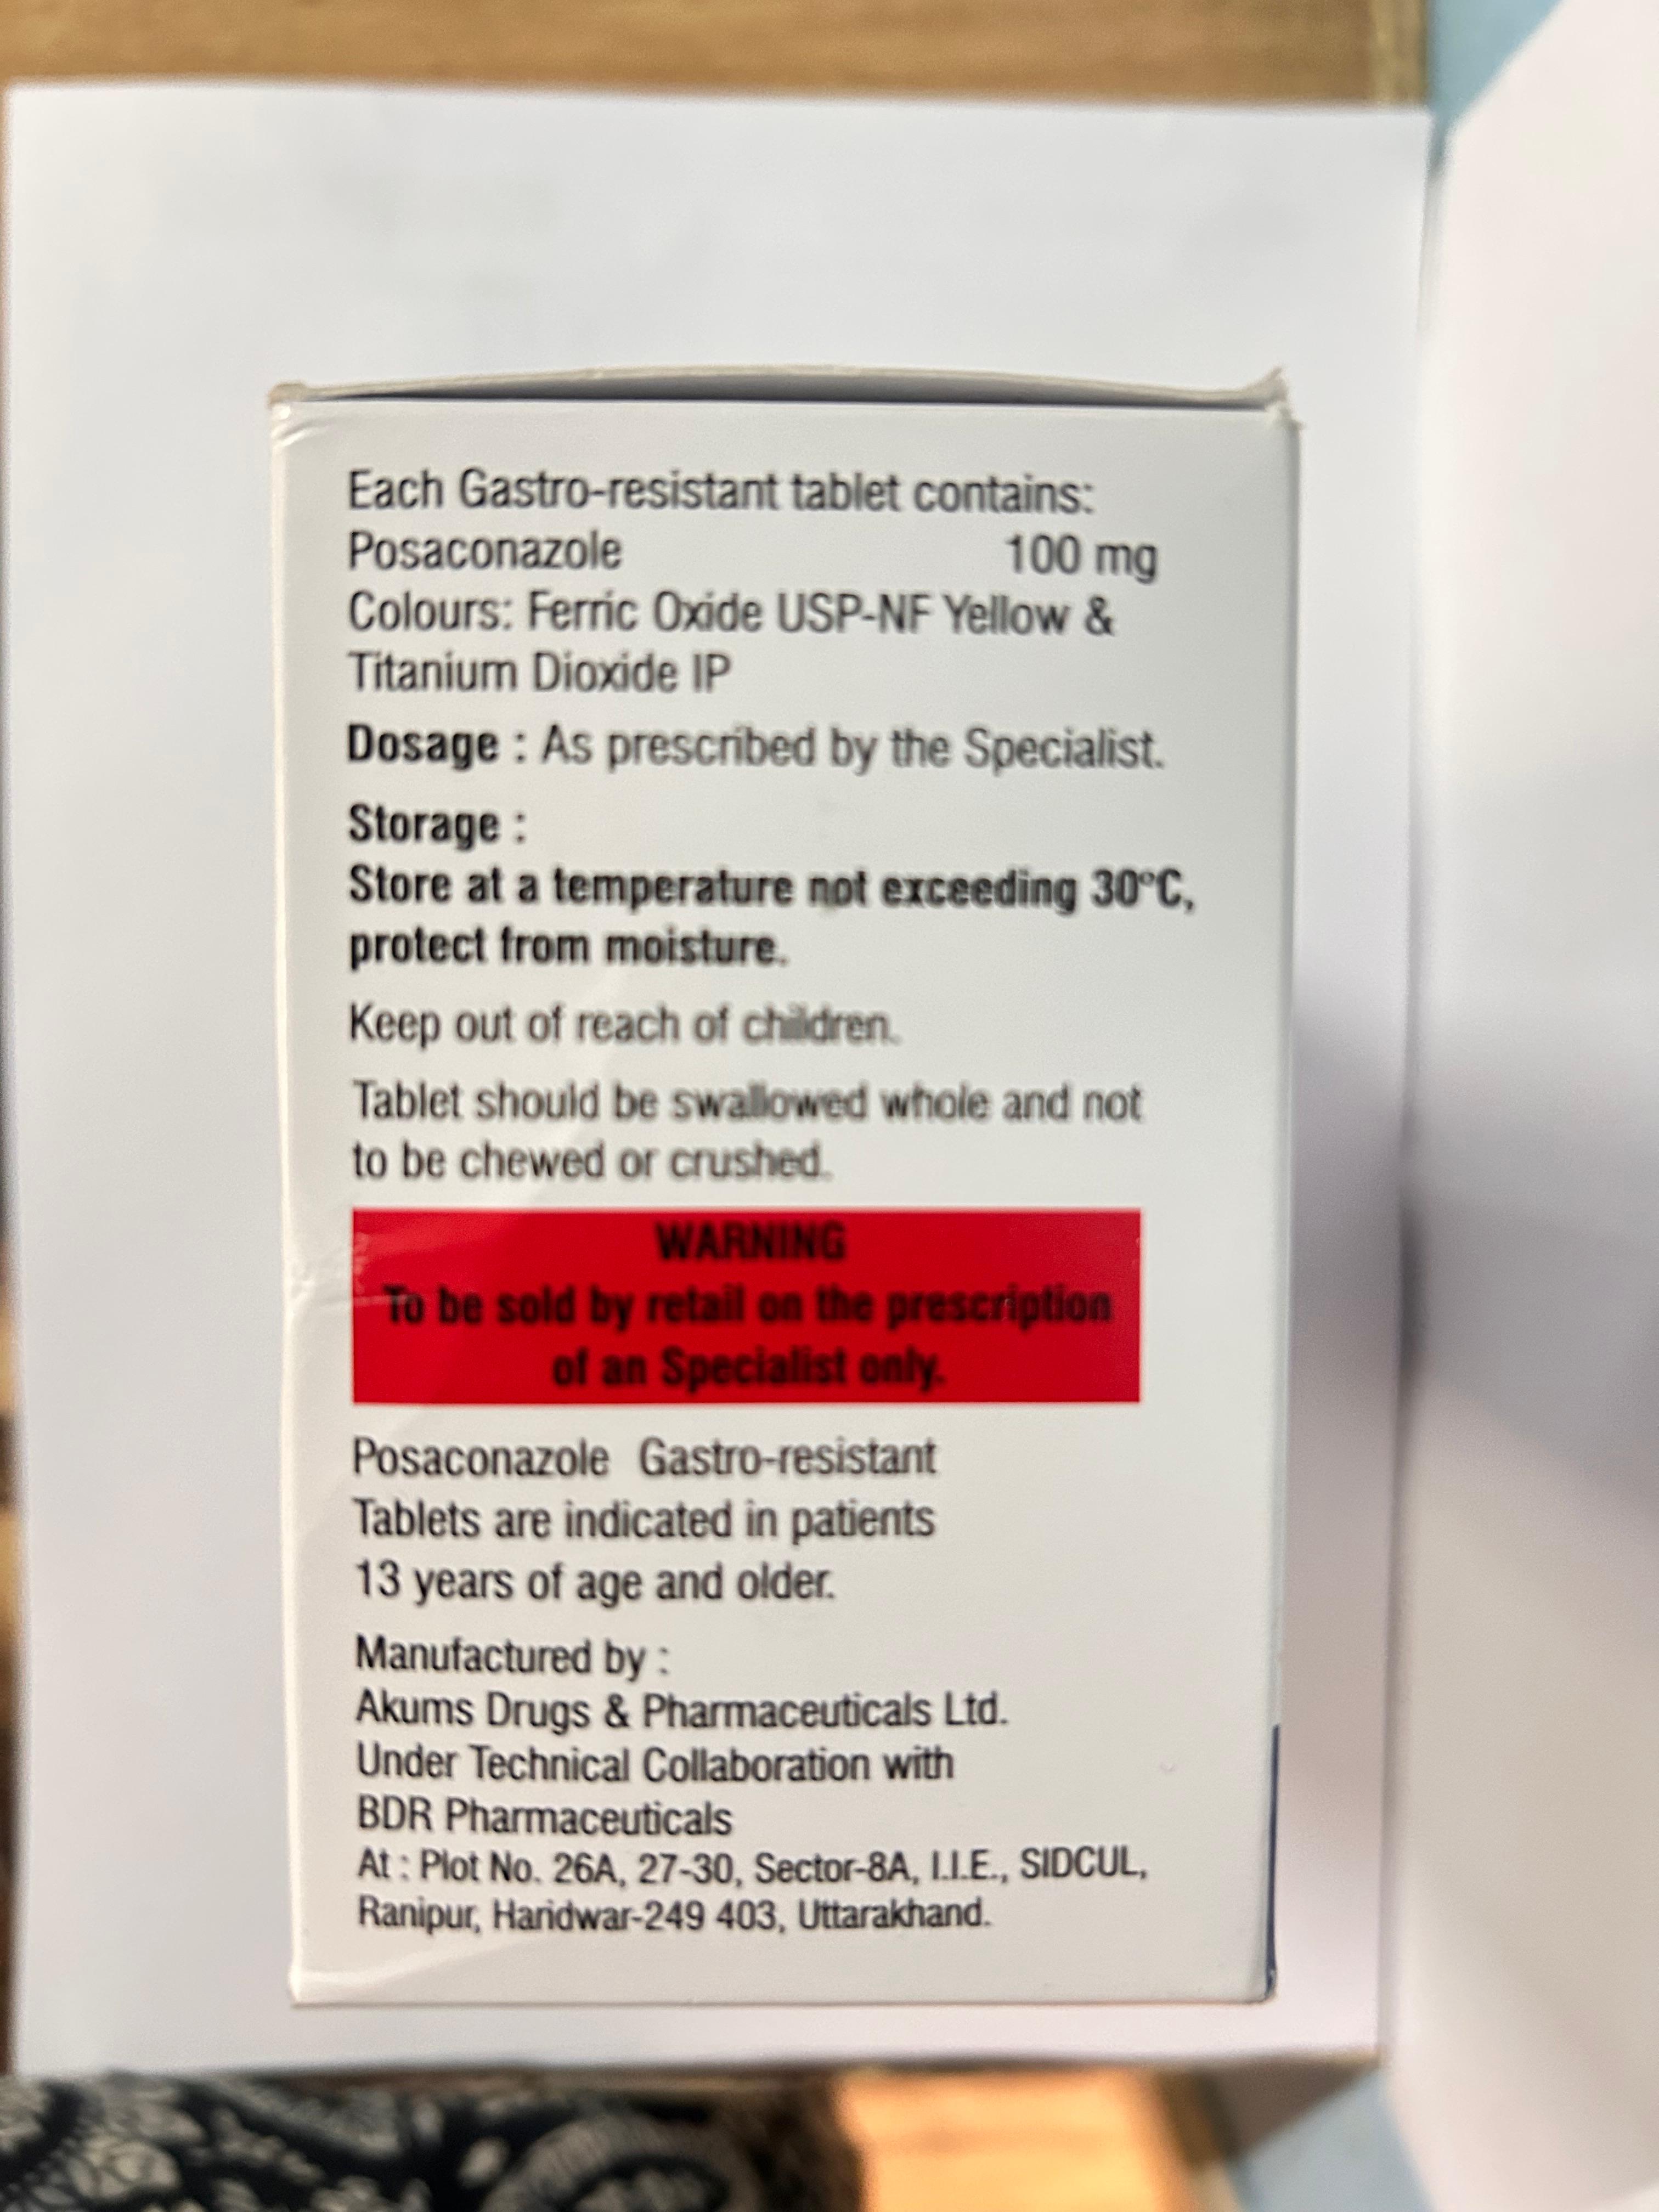 Each Gastro-resistant tablet contains:
Posaconazole 100 mg
Colours: Ferric Oxide USP-NF Yellow &
Titanium Dioxide IP
Dosage : As prescribed by the Specialist.
Storage :
Store at a temperature not exceeding 30°C,
protect from moisture.
Keep out of reach of children.
Tablet should be swallowed whole and not
to be chewed or crushed.
WARNING
To be sold by retail on the prescription
of an Specialist only.
Posaconazole Gastro-resistant
Tablets are indicated in patients
13 years of age and older.
Manufactured by :
Akums Drugs & Pharmaceuticals Ltd.
Under Technical Collaboration with
BDR Pharmaceuticals
At : Plot No. 26A, 27-30, Sector-8A, I.I.E., SIDCUL,
Ranipur, Haridwar-249 403, Uttarakhand.